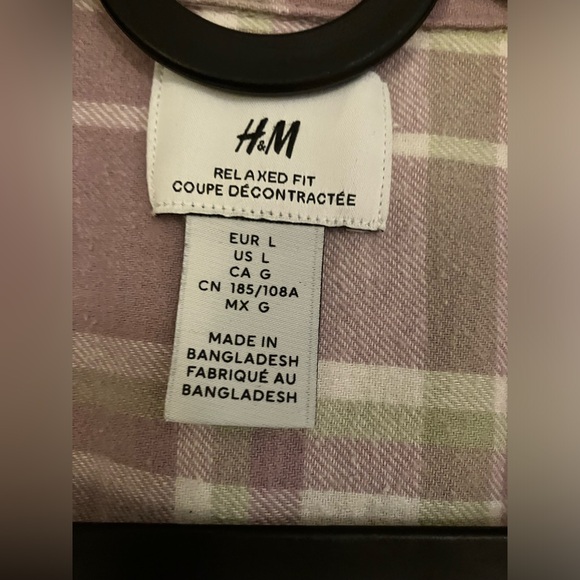 H&M
RELAXED FIT
COUPE DÉCONTRACTÉE
EUR L
US L
CA G
CN 185/108A
MX G
MADE IN
BANGLADESH
FABRIQUÉ AU
BANGLADESH